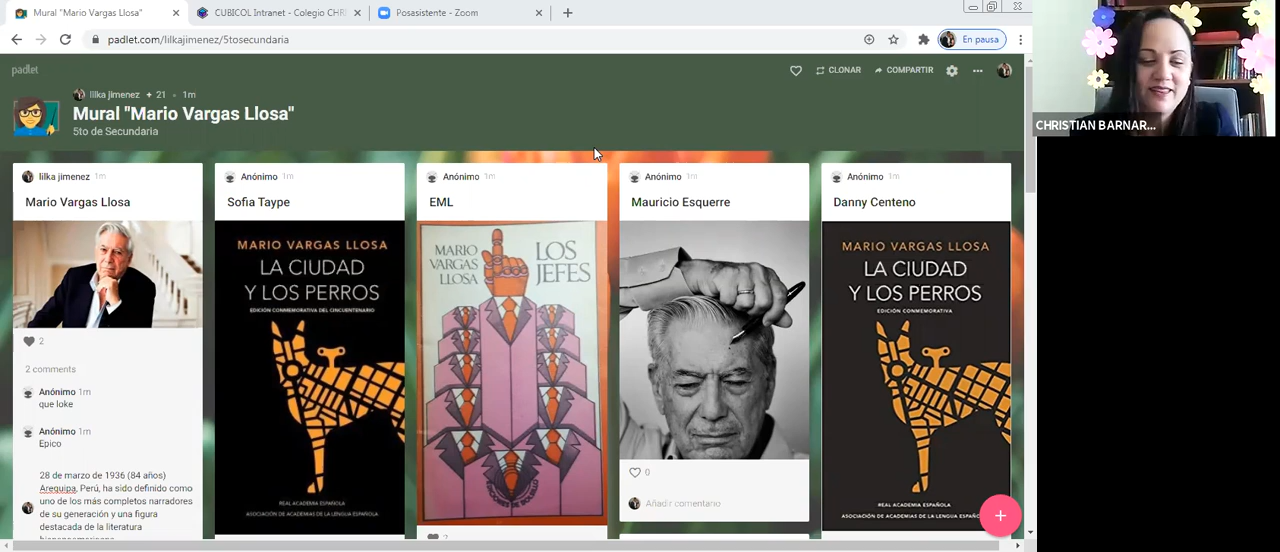 Mural "Mario Vargas Llosa"
CUBICOL Intranet - Colegio CHRI
Posasistente - Zoom
padlet.com/lilkajimenez/5tosecundaria
En pausa
padlet
CLONAR
COMPARTIR
lilka jimenez + 21 • 1m
Mural "Mario Vargas Llosa"
5to de Secundaria
CHRISTIAN BARNAR...
lilka jimenez 1m
Mario Vargas Llosa
2
2 comments
Anónimo 1m
que loke
Anónimo 1m
Epico
28 de marzo de 1936 (84 años)
Arequipa, Perú, ha sido definido como
uno de los más completos narradores
de su generación y una figura
destacada de la literatura
hispanoamericana
Anónimo 1m
Sofia Taype
MARIO VARGAS LLOSA
LA CIUDAD
Y LOS PERROS
EDICIÓN CONMEMORATIVA DEL CINCUENTENARIO
REAL ACADEMIA ESPAÑOLA
ASOCIACIÓN DE ACADEMIAS DE LA LENGUA ESPAÑOLA
Anónimo 1m
EML
MARIO
VARGAS
LLOSA
LOS
JEFES
Anónimo 1m
Mauricio Esquerre
0
Añadir comentario
Anónimo 1m
Danny Centeno
MARIO VARGAS LLOSA
LA CIUDAD
Y LOS PERROS
EDICIÓN CONMEMORATIVA
REAL ACADEMIA ESPAÑOLA
ASOCIACIÓN DE ACADEMIAS DE LA LENGUA ESPAÑ